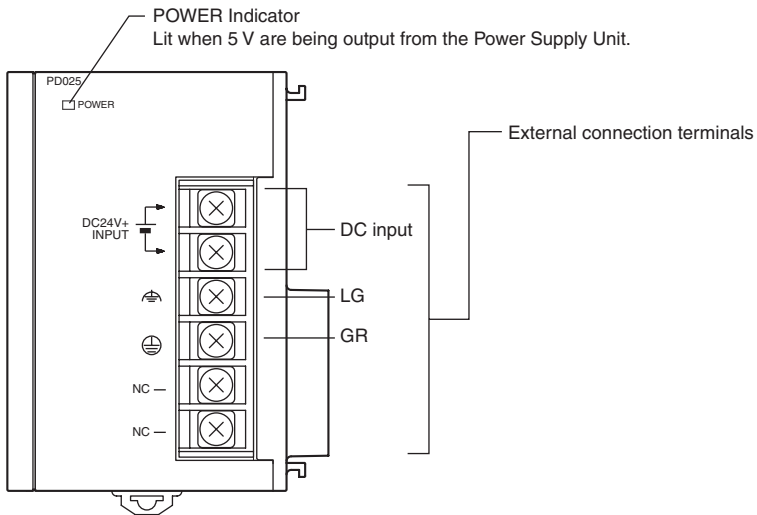 POWER Indicator
Lit when 5 V are being output from the Power Supply Unit.
PD025
POWER
External connection terminals
DC24V+
INPUT
DC input
LG
GR
NC
NC